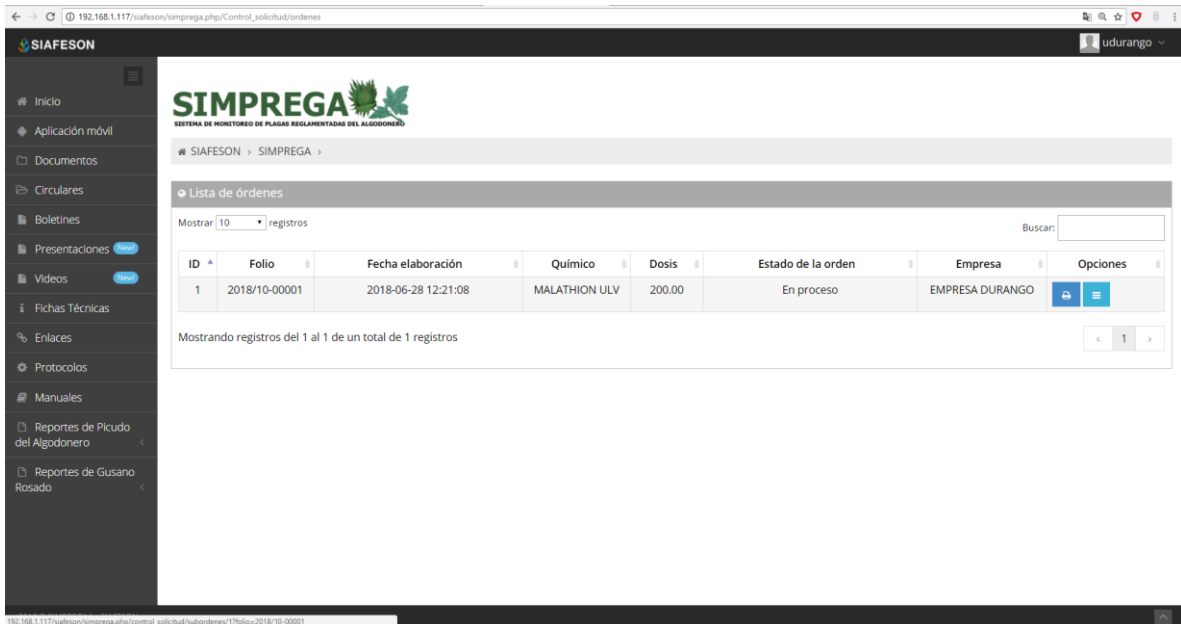 192.168.1.117/siafeson/simprega.php/Control_solicitud/ordenes
SIAFESON
udurango
Inicio
Aplicación móvil
Documentos
Circulares
Boletines
Presentaciones New!
Videos New!
Fichas Técnicas
Enlaces
Protocolos
Manuales
Reportes de Picudo
del Algodonero
Reportes de Gusano
Rosado
SIMPREGA
SISTEMA DE MONITOREO DE PLAGAS REGLAMENTADAS DEL ALGODONERO
SIAFESON > SIMPREGA >
Lista de órdenes
Mostrar 10 registros
Buscar:
ID Folio Fecha elaboración Químico Dosis Estado de la orden Empresa Opciones
1 2018/10-00001 2018-06-28 12:21:08 MALATHION ULV 200.00 En proceso EMPRESA DURANGO
Mostrando registros del 1 al 1 de un total de 1 registros
< 1 >
192.168.1.117/siafeson/simprega.php/control_solicitud/subordenes/1?folio=2018/10-00001